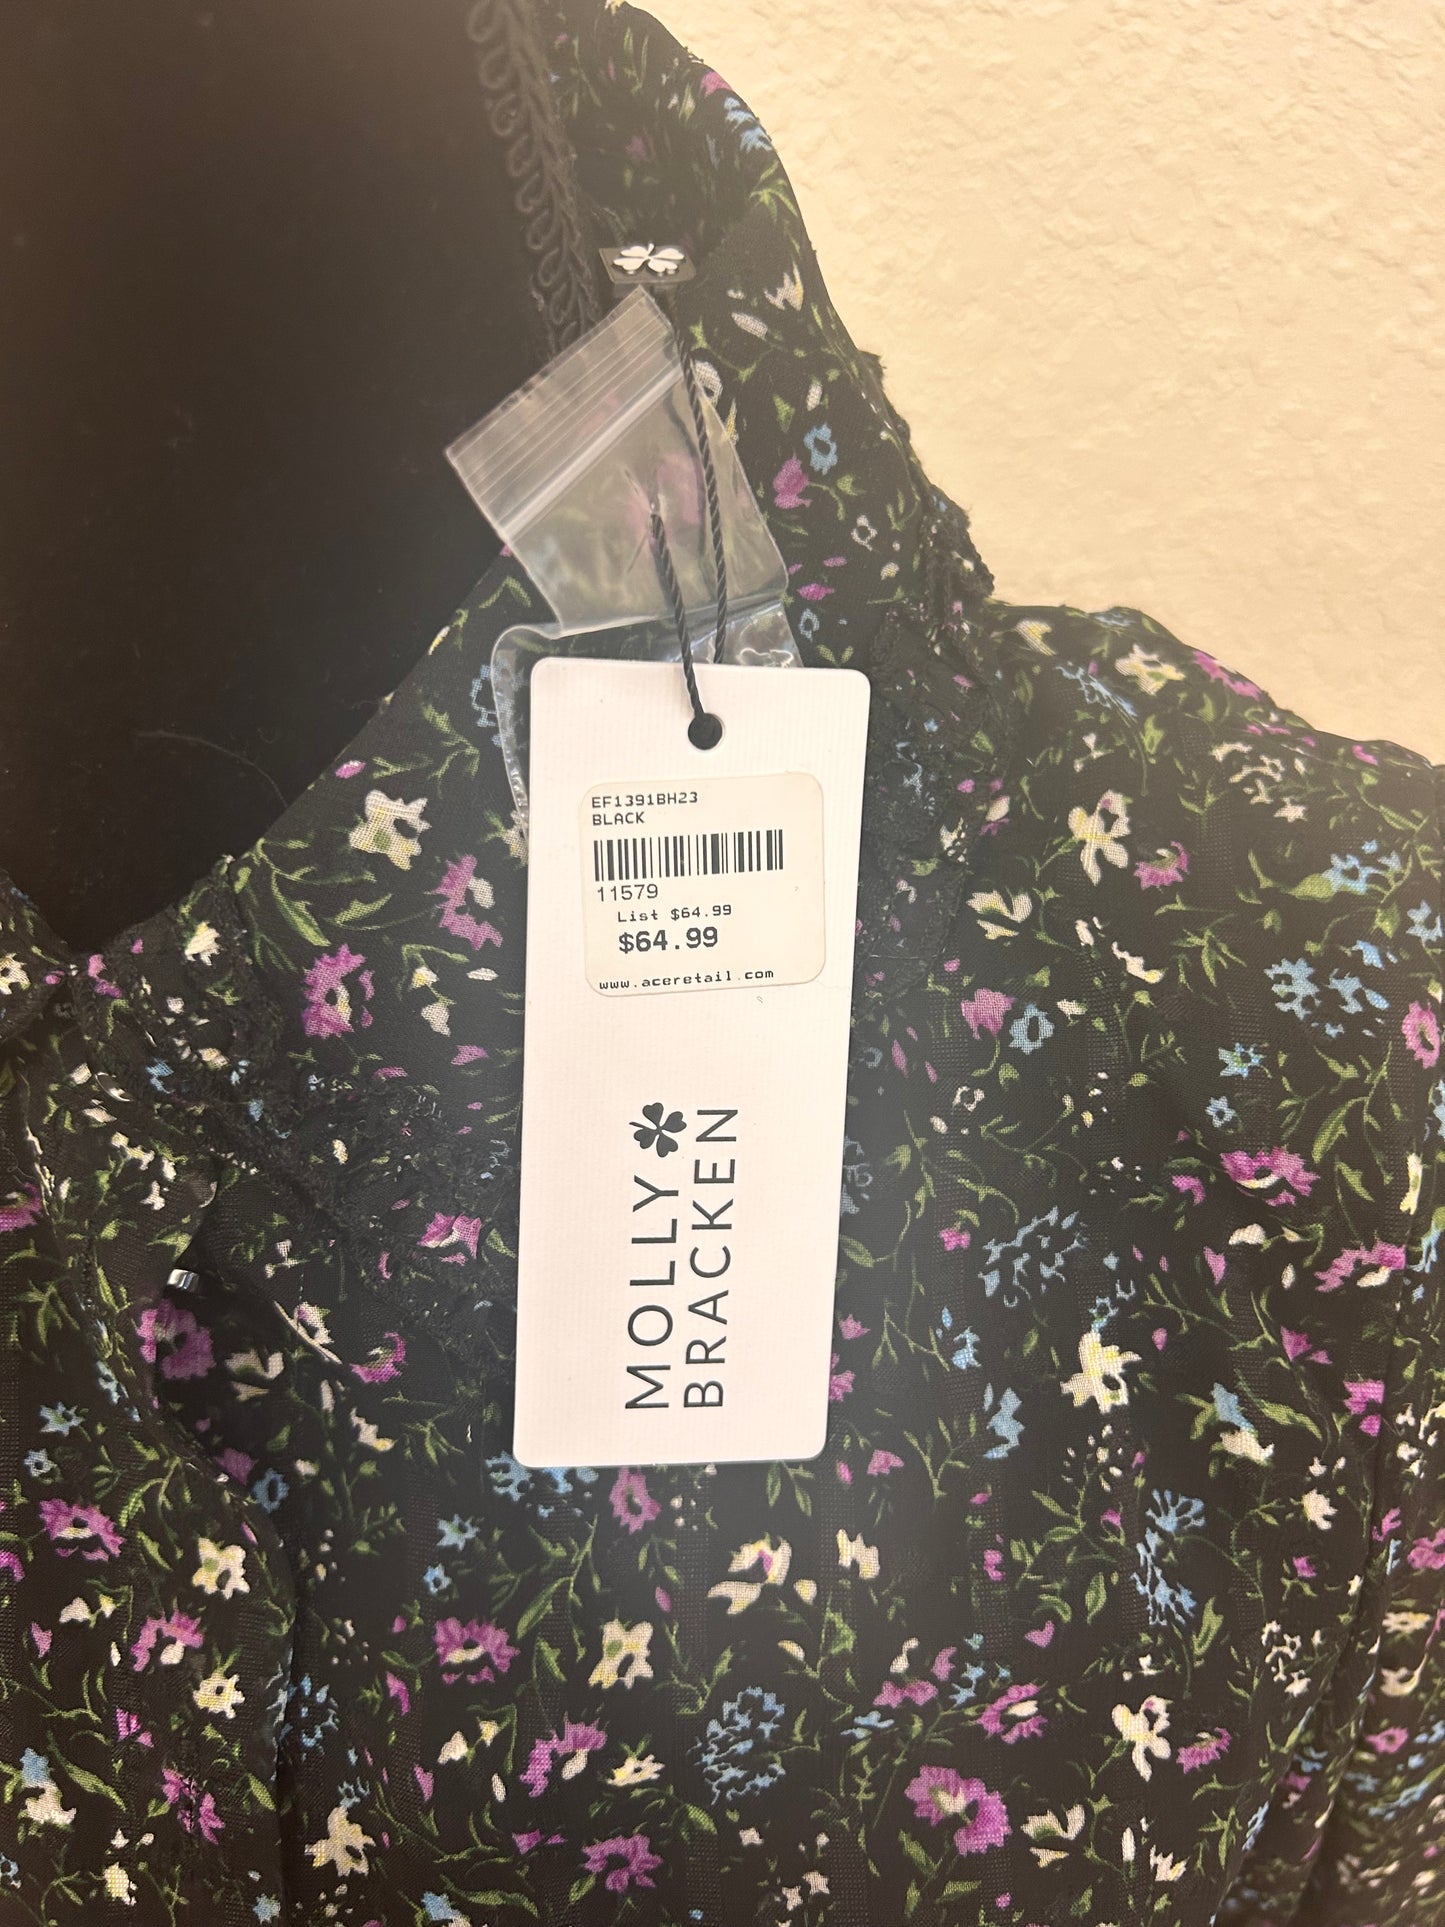 EF1391BH23
BLACK
11579
List $64.99
$64.99
www.aceretail.com
MOLLY
BRACKEN